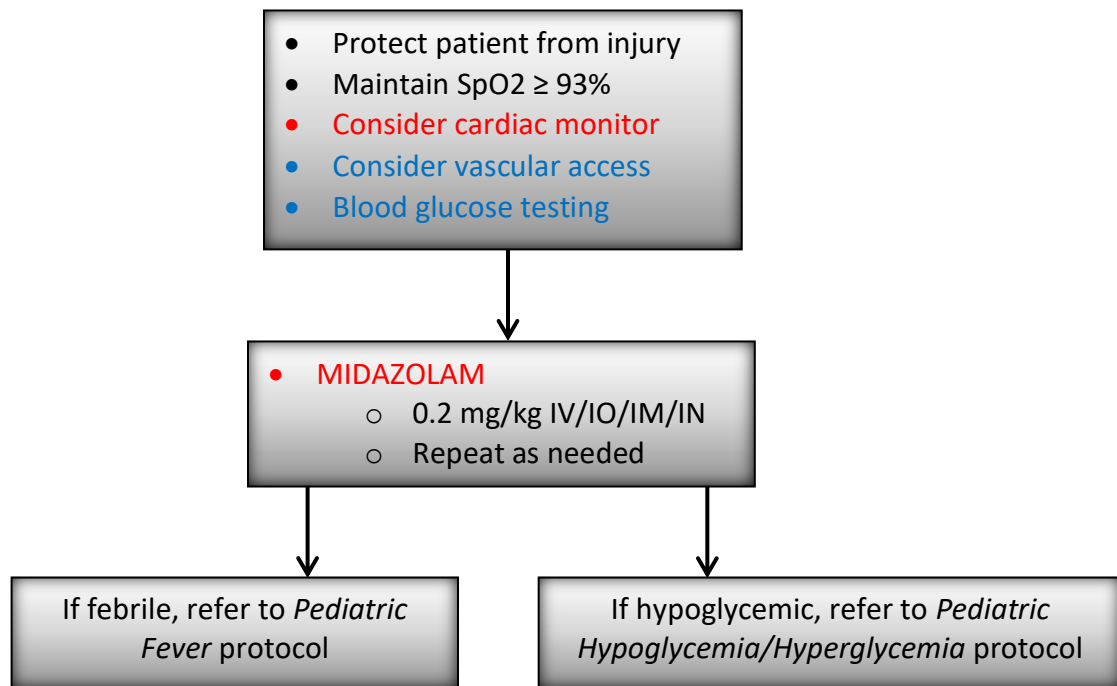 • Protect patient from injury
• Maintain SpO2 ≥ 93%
• Consider cardiac monitor
• Consider vascular access
• Blood glucose testing
• MIDAZOLAM
o 0.2 mg/kg IV/IO/IM/IN
o Repeat as needed
If febrile, refer to Pediatric
Fever protocol
If hypoglycemic, refer to Pediatric
Hypoglycemia/Hyperglycemia protocol